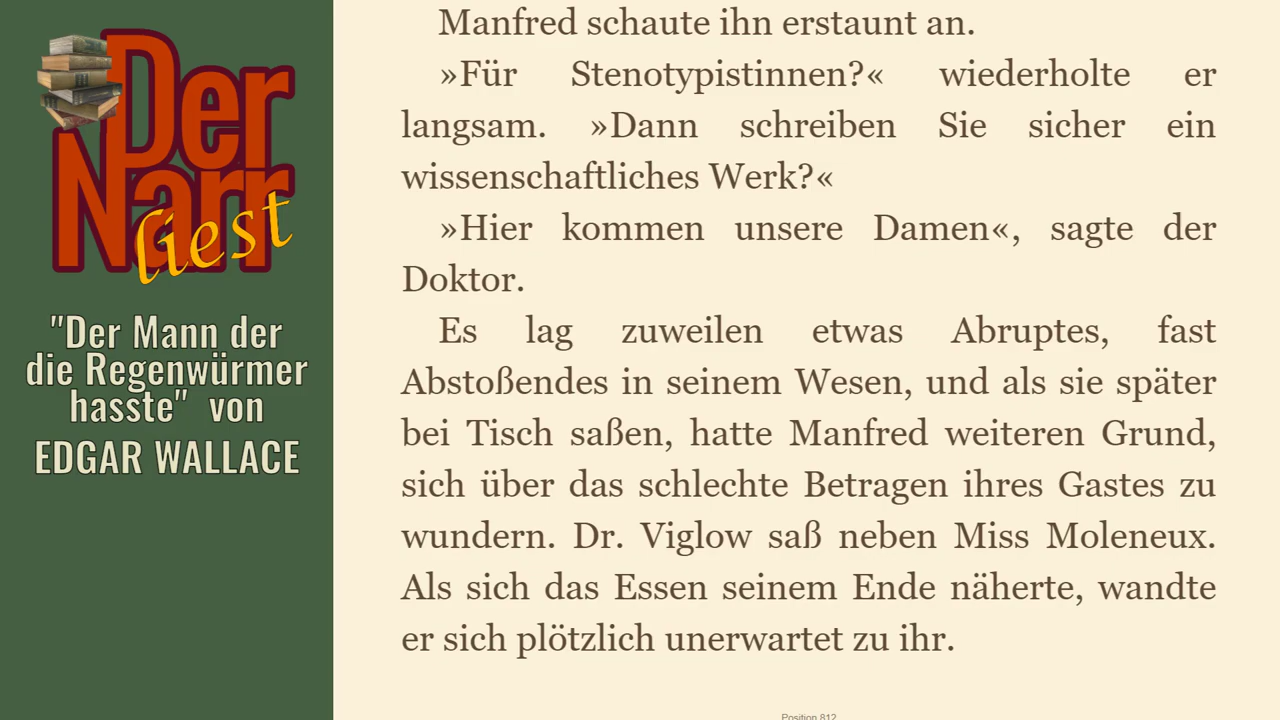 Der
Narr
liest
"Der Mann der
die Regenwürmer
hasste" von
EDGAR WALLACE
Manfred schaute ihn erstaunt an.
»Für Stenotypistinnen?« wiederholte er
langsam. »Dann schreiben Sie sicher ein
wissenschaftliches Werk?«
»Hier kommen unsere Damen«, sagte der
Doktor.
Es lag zuweilen etwas Abruptes, fast
Abstoßendes in seinem Wesen, und als sie später
bei Tisch saßen, hatte Manfred weiteren Grund,
sich über das schlechte Betragen ihres Gastes zu
wundern. Dr. Viglow saß neben Miss Moleneux.
Als sich das Essen seinem Ende näherte, wandte
er sich plötzlich unerwartet zu ihr.
Position 812